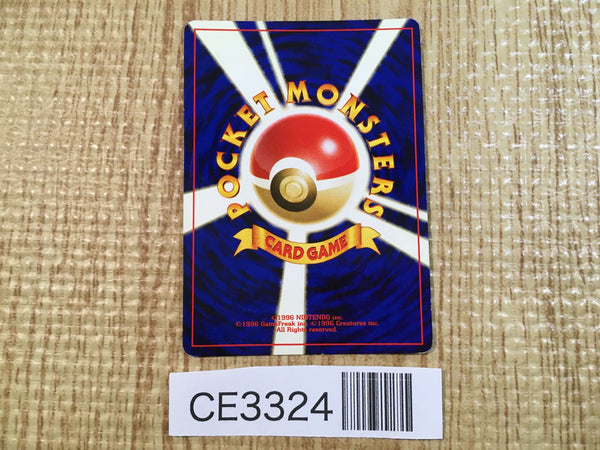 POCKET MONSTERS
CARD GAME
©1996 NINTENDO inc.
©1996 GameFreak inc. ©1996 Creatures inc.
All Rights reserved.
CE3324